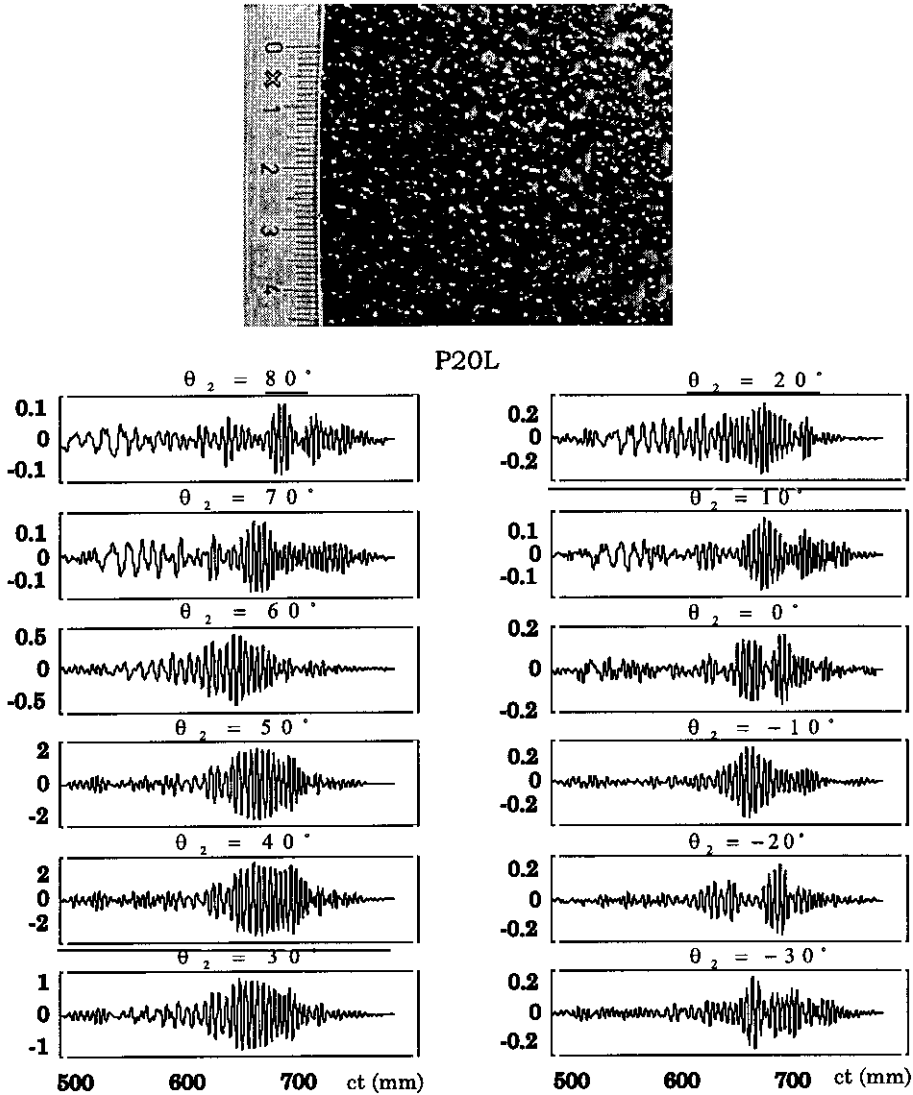 0
1
2
3
4
P20L
θ₂ = 80°
0.1
0
-0.1
θ₂ = 70°
0.1
0
-0.1
θ₂ = 60°
0.5
0
-0.5
θ₂ = 50°
2
0
-2
θ₂ = 40°
2
0
-2
θ₂ = 30°
1
0
-1
500 600 700 ct (mm)
θ₂ = 20°
0.2
0
-0.2
θ₂ = 10°
0.1
0
-0.1
θ₂ = 0°
0.2
0
-0.2
θ₂ = -10°
0.2
0
-0.2
θ₂ = -20°
0.2
0
-0.2
θ₂ = -30°
0.2
0
-0.2
500 600 700 ct (mm)